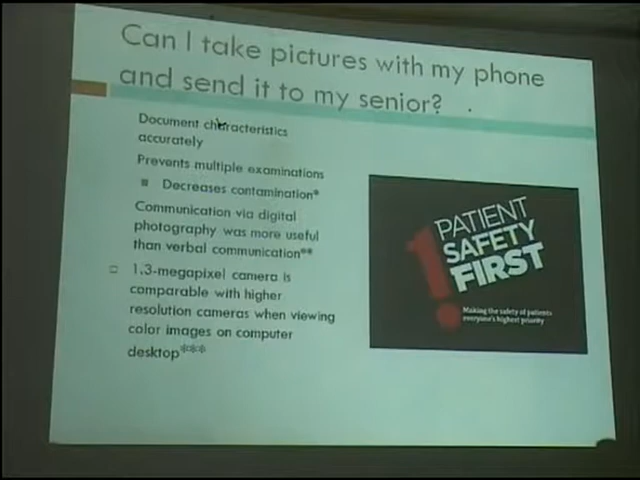 Can I take pictures with my phone
and send it to my senior?
Document characteristics
accurately
Prevents multiple examinations
Decreases contamination*
Communication via digital
photography was more useful
than verbal communication**
1.3-megapixel camera is
comparable with higher
resolution cameras when viewing
color images on computer
desktop***
! PATIENT
SAFETY
FIRST
Making the safety of patients
everyone's highest priority